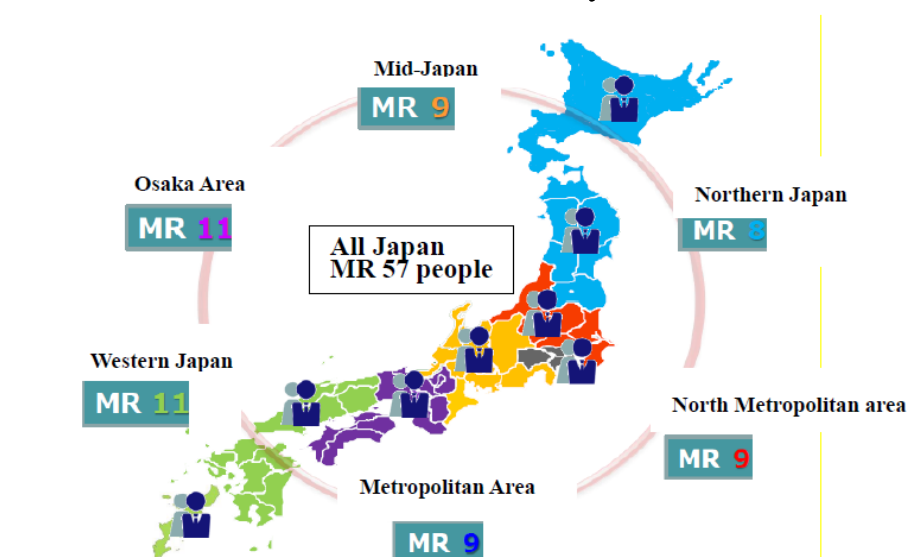 Mid-Japan
MR 9
Osaka Area
MR 11
Northern Japan
MR 8
All Japan
MR 57 people
Western Japan
MR 11
North Metropolitan area
MR 9
Metropolitan Area
MR 9